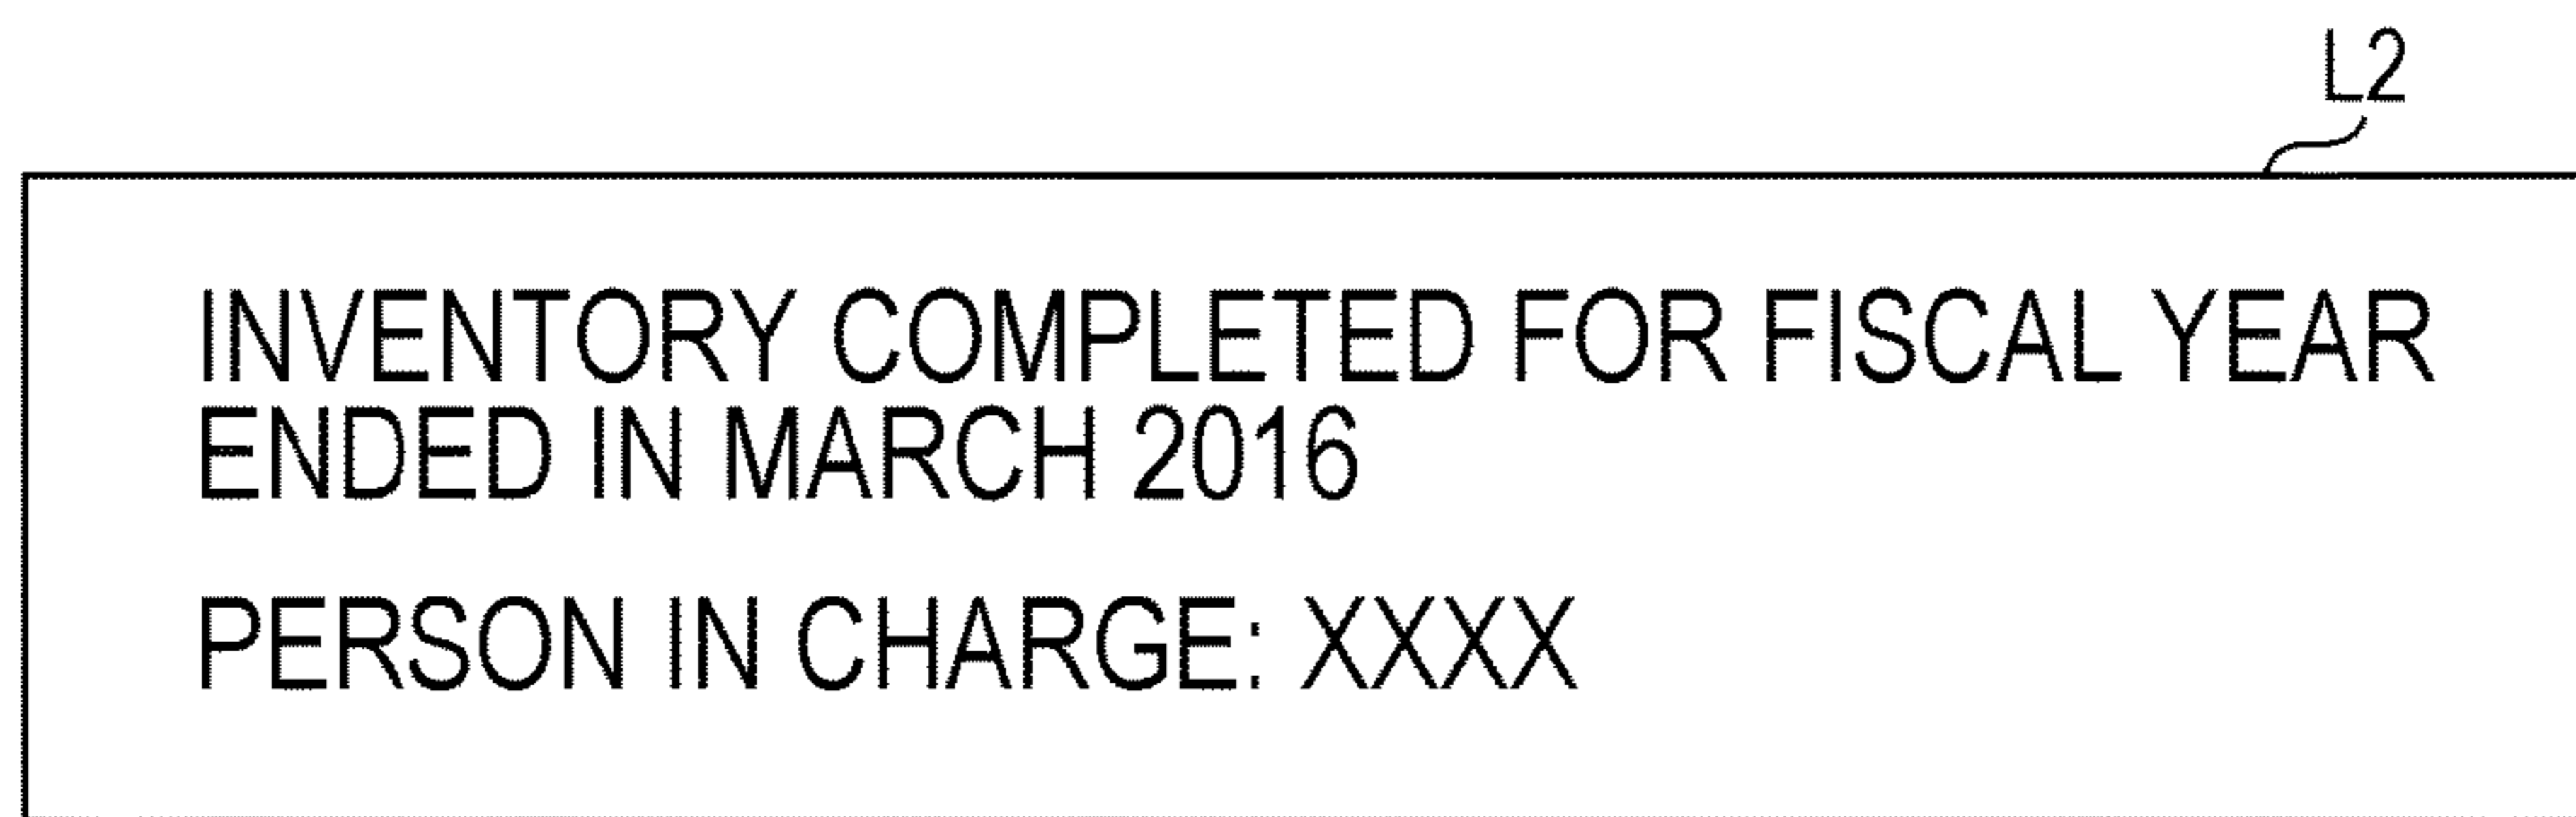 L2
INVENTORY COMPLETED FOR FISCAL YEAR
ENDED IN MARCH 2016
PERSON IN CHARGE: XXXX